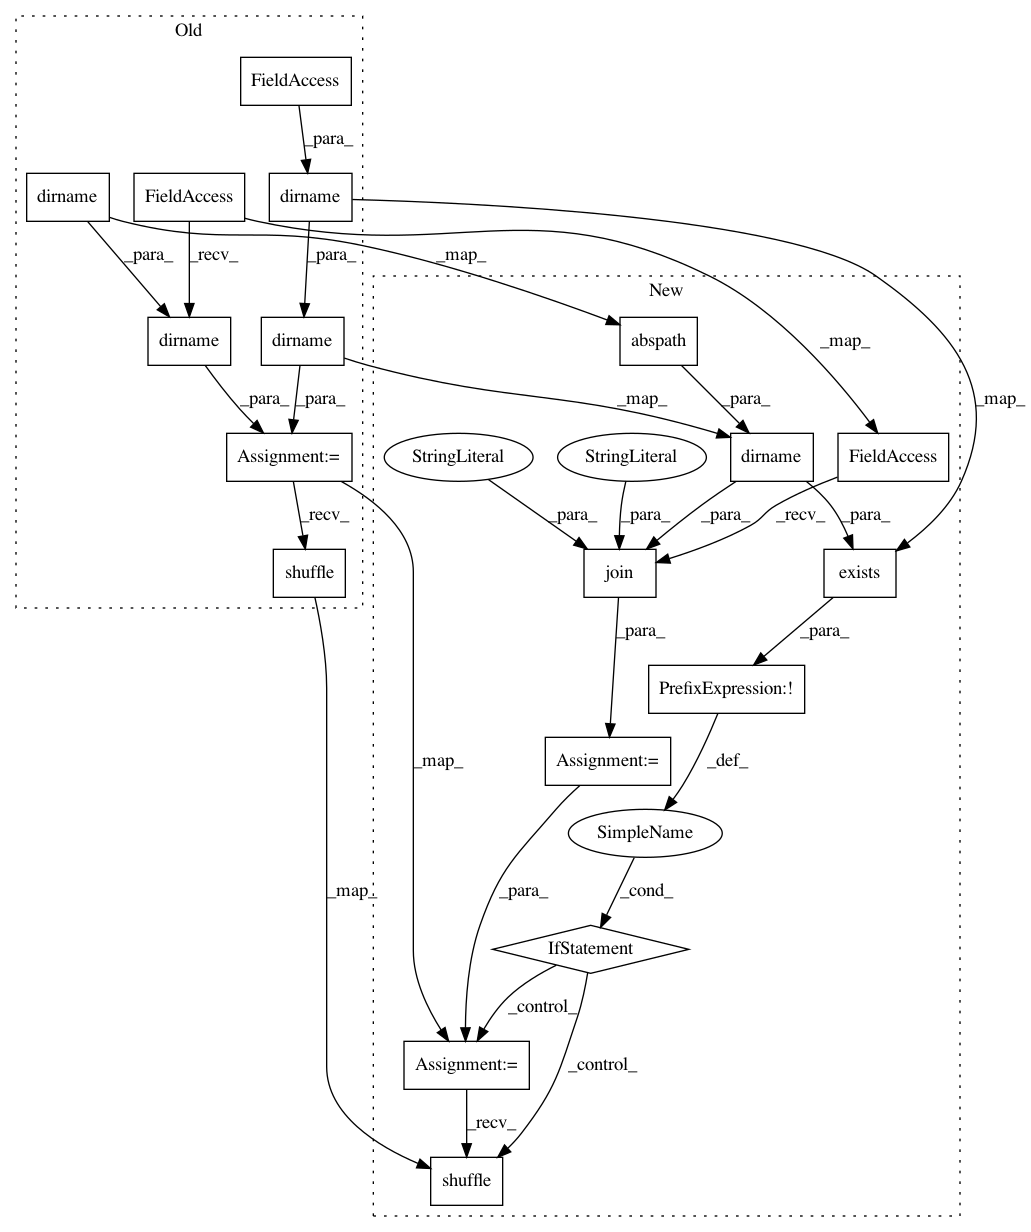 Old
FieldAccess
_para_
dirname
FieldAccess
dirname
_para_
_recv_
_para_
_map_
New
dirname
dirname
abspath
_map_
_para_
_para_
_map_
_para_
_map_
Assignment:=
StringLiteral
StringLiteral
dirname
FieldAccess
_recv_
_para_
_para_
_para_
_recv_
_para_
shuffle
join
exists
_para_
_para_
PrefixExpression:!
_map_
Assignment:=
_def_
SimpleName
_map_
_para_
_cond_
IfStatement
_control_
Assignment:=
_control_
_recv_
shuffle